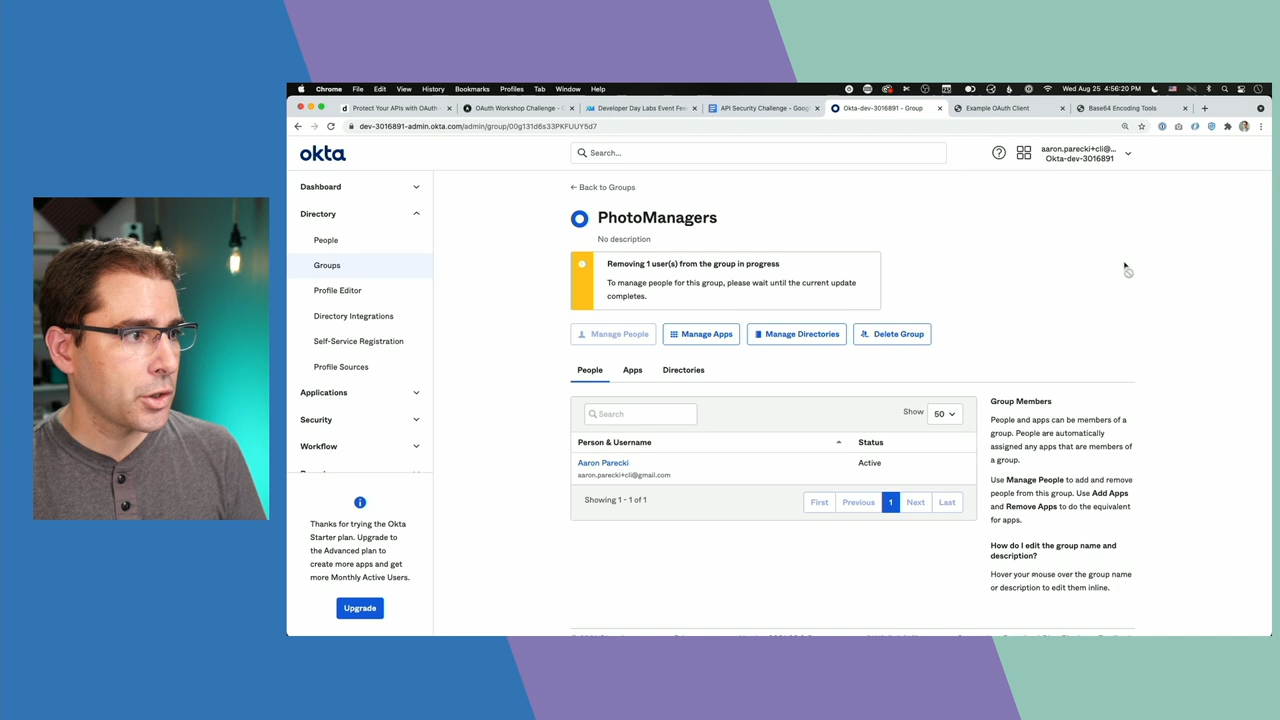 Chrome File Edit View History Bookmarks Profiles Tab Window Help
Wed Aug 25 4:56:20 PM
Protect Your APIs with OAuth
OAuth Workshop Challenge -
Developer Day Labs Event Fee
API Security Challenge - Goog
Okta-dev-3016891 - Group
Example OAuth Client
Base64 Encoding Tools
dev-3016891-admin.okta.com/admin/group/00g131d6s33PKFUUY5d7
okta
Search...
aaron.parecki+cli@...
Okta-dev-3016891
Dashboard
Directory
People
Groups
Profile Editor
Directory Integrations
Self-Service Registration
Profile Sources
Applications
Security
Workflow
Thanks for trying the Okta
Starter plan. Upgrade to
the Advanced plan to
create more apps and get
more Monthly Active Users.
Upgrade
← Back to Groups
PhotoManagers
No description
Removing 1 user(s) from the group in progress
To manage people for this group, please wait until the current update
completes.
Manage People
Manage Apps
Manage Directories
Delete Group
People
Apps
Directories
Search
Show
50
Person & Username
Status
Aaron Parecki
Active
aaron.parecki+cli@gmail.com
Showing 1 - 1 of 1
First
Previous
1
Next
Last
Group Members
People and apps can be members of a
group. People are automatically
assigned any apps that are members of
a group.
Use Manage People to add and remove
people from this group. Use Add Apps
and Remove Apps to do the equivalent
for apps.
How do I edit the group name and
description?
Hover your mouse over the group name
or description to edit them inline.